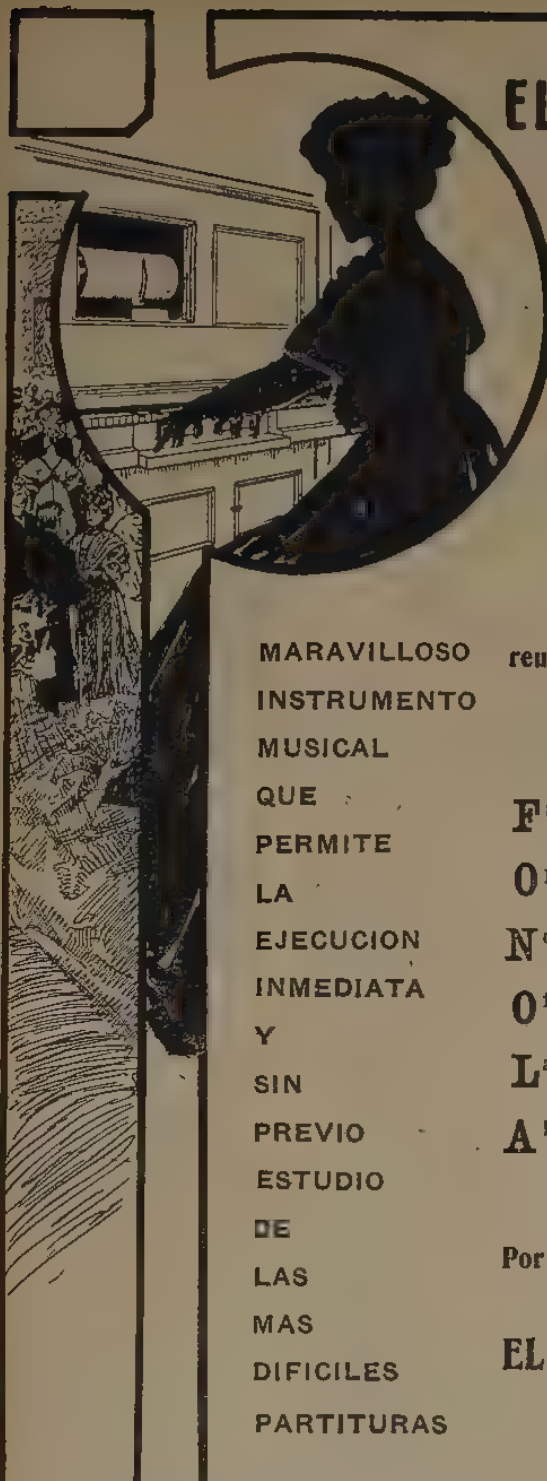 EL
MARAVILLOSO
INSTRUMENTO
MUSICAL
QUE
PERMITE
LA
EJECUCION
INMEDIATA
Y
SIN
PREVIO
ESTUDIO
DE
LAS
MAS
DIFICILES
PARTITURAS
reu
F
O
N
O
L
A
Por
EL